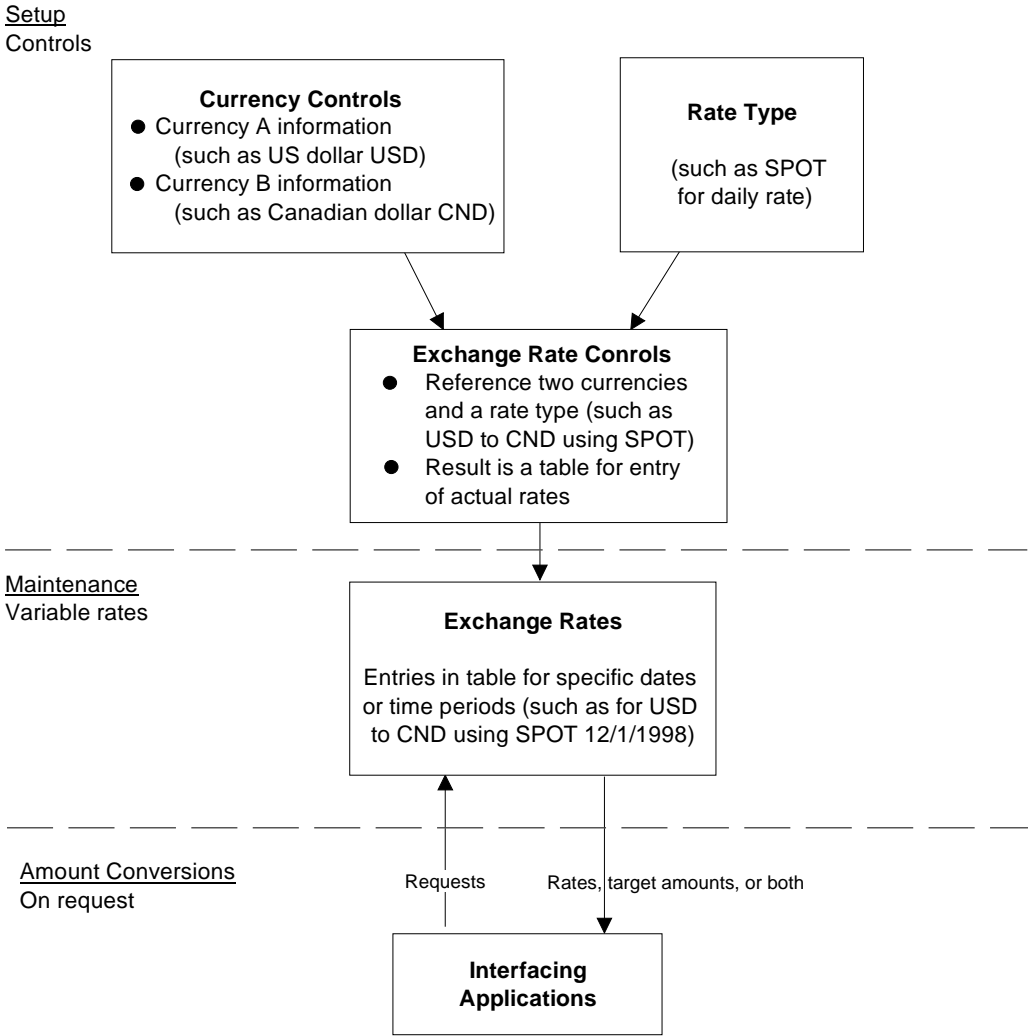 Setup
Controls
Currency Controls
● Currency A information
(such as US dollar USD)
● Currency B information
(such as Canadian dollar CND)
Rate Type
(such as SPOT
for daily rate)
Exchange Rate Conrols
● Reference two currencies
and a rate type (such as
USD to CND using SPOT)
● Result is a table for entry
of actual rates
Maintenance
Variable rates
Exchange Rates
Entries in table for specific dates
or time periods (such as for USD
to CND using SPOT 12/1/1998)
Amount Conversions
On request
Requests
Rates, target amounts, or both
Interfacing
Applications